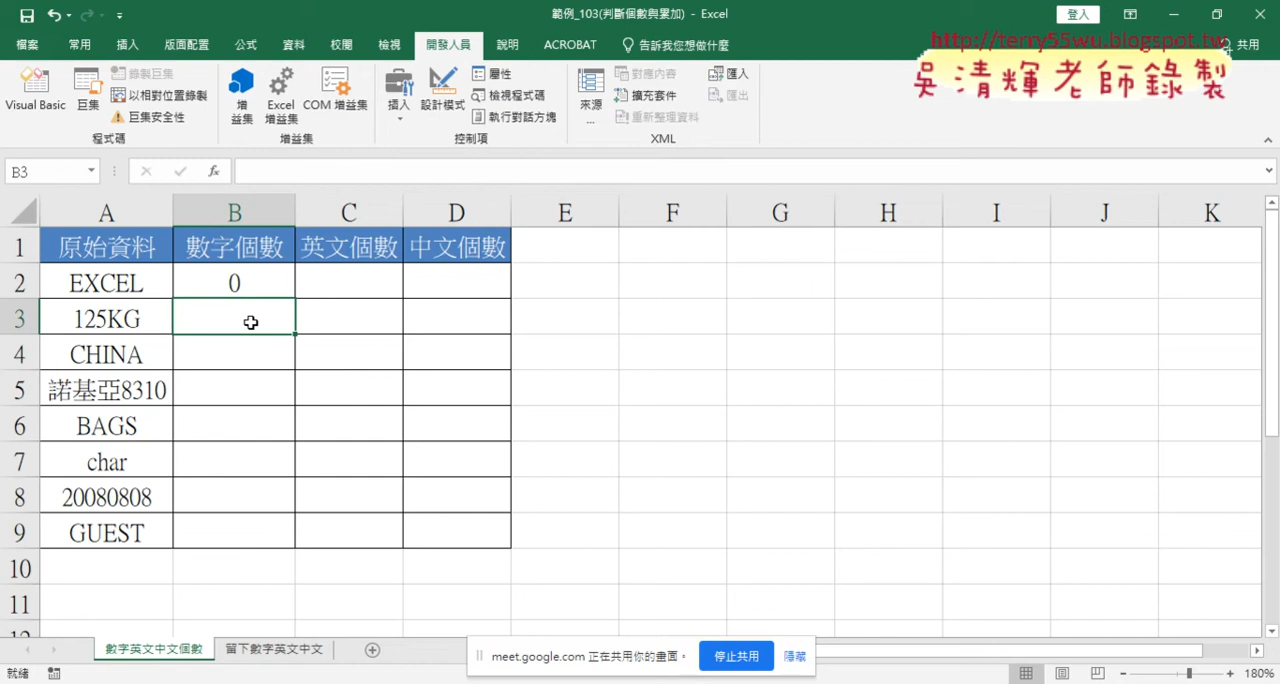 範例_103(判斷個數與累加) - Excel
登入
檔案 常用 插入 版面配置 公式 資料 校閱 檢視 開發人員 說明 ACROBAT 告訴我您想做什麼 共用
http://terry55wu.blogspot.tw
吳清輝老師錄製
Visual Basic
巨集
錄製巨集
以相對位置錄製
巨集安全性
程式碼
增益集
Excel 增益集
COM 增益集
增益集
插入
設計模式
屬性
檢視程式碼
執行對話方塊
控制項
來源...
對應內容
擴充套件
重新整理資料
匯入
匯出
XML
B3 fx
A B C D E F G H I J K
1 原始資料 數字個數 英文個數 中文個數
2 EXCEL 0
3 125KG
4 CHINA
5 諾基亞8310
6 BAGS
7 char
8 20080808
9 GUEST
10
11
12
數字英文中文個數 留下數字英文中文
meet.google.com 正在共用你的畫面。 停止共用 隱藏
就緒 180%